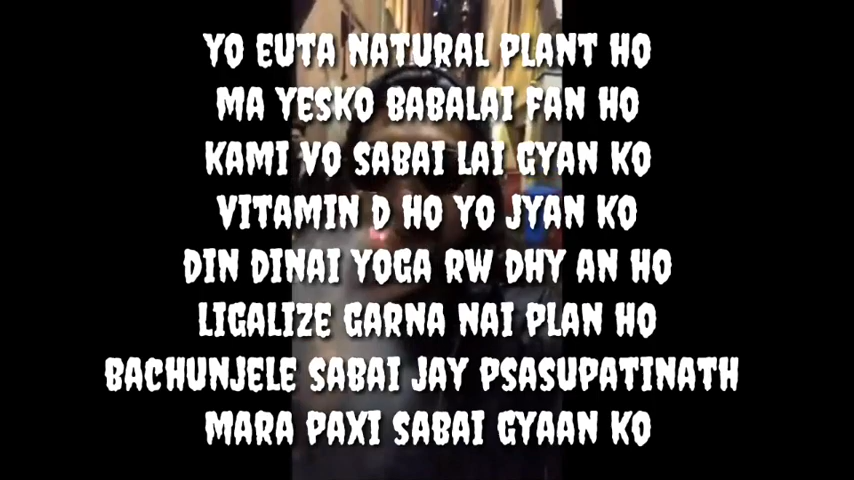 YO EUTA NATURAL PLANT HO
MA YESKO BABALAI FAN HO
KAMI VO SABAI LAI GYAN KO
VITAMIN D HO YO JYAN KO
DIN DINAI YOGA RW DHY AN HO
LIGALIZE GARNA NAI PLAN HO
BACHUNJELE SABAI JAY PSASUPATINATH
MARA PAXI SABAI GYAAN KO